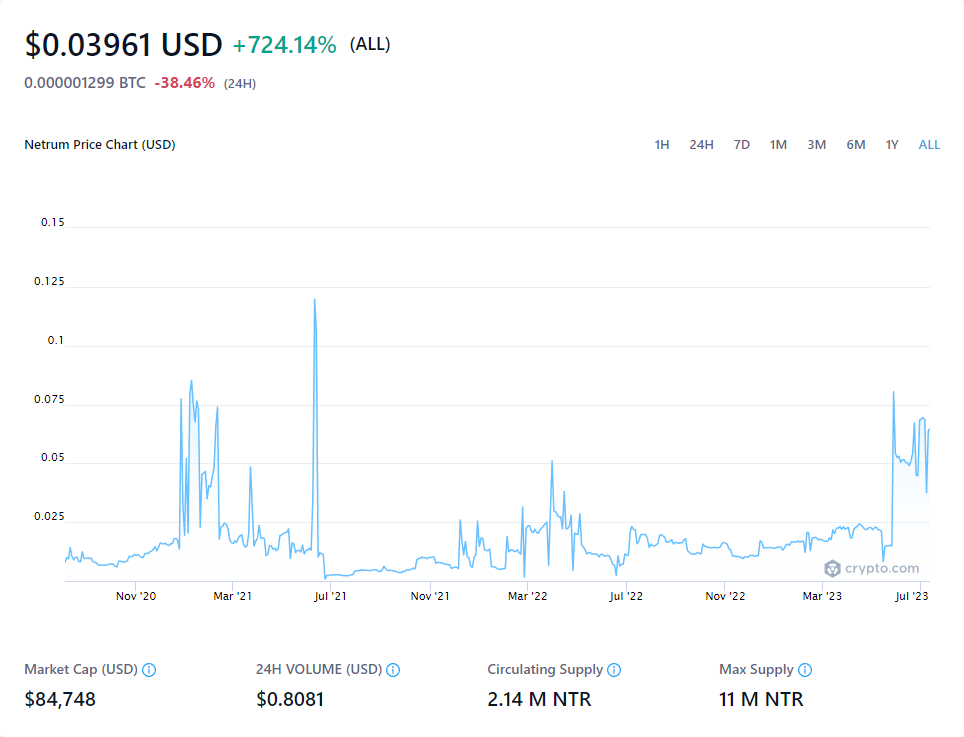 $0.03961 USD +724.14% (ALL)
0.000001299 BTC -38.46% (24H)
Netrum Price Chart (USD) 1H 24H 7D 1M 3M 6M 1Y ALL
0.15
0.125
0.1
0.075
0.05
0.025
crypto.com
Nov '20 Mar '21 Jul '21 Nov '21 Mar '22 Jul '22 Nov '22 Mar '23 Jul '23
Market Cap (USD) 24H VOLUME (USD) Circulating Supply Max Supply
$84,748 $0.8081 2.14 M NTR 11 M NTR